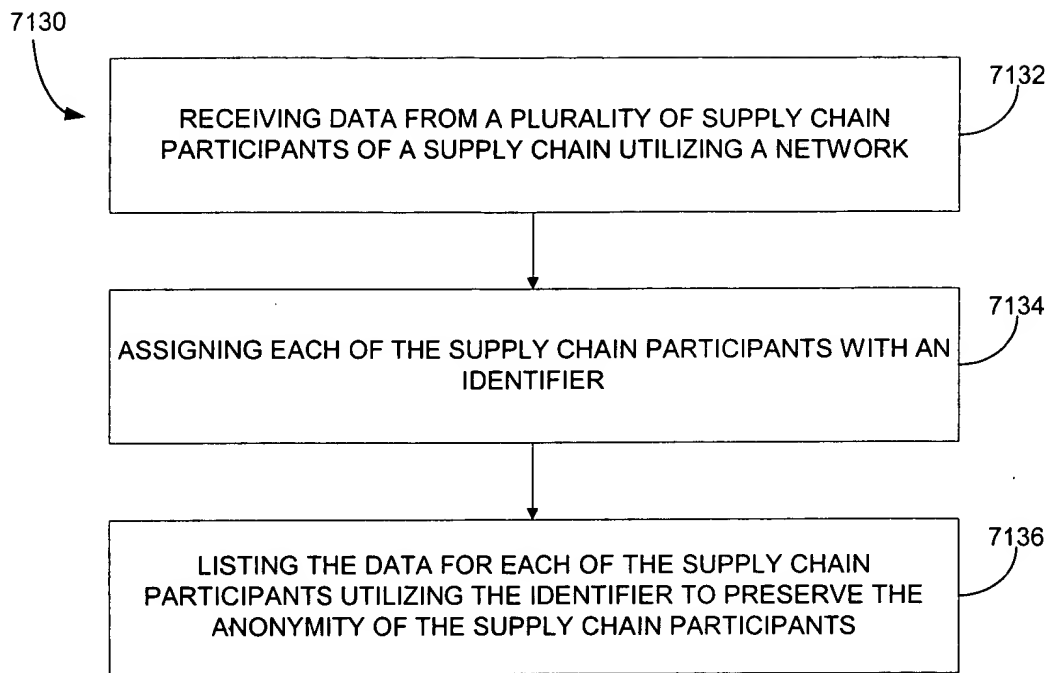 7130
7132
RECEIVING DATA FROM A PLURALITY OF SUPPLY CHAIN
PARTICIPANTS OF A SUPPLY CHAIN UTILIZING A NETWORK
7134
ASSIGNING EACH OF THE SUPPLY CHAIN PARTICIPANTS WITH AN
IDENTIFIER
7136
LISTING THE DATA FOR EACH OF THE SUPPLY CHAIN
PARTICIPANTS UTILIZING THE IDENTIFIER TO PRESERVE THE
ANONYMITY OF THE SUPPLY CHAIN PARTICIPANTS